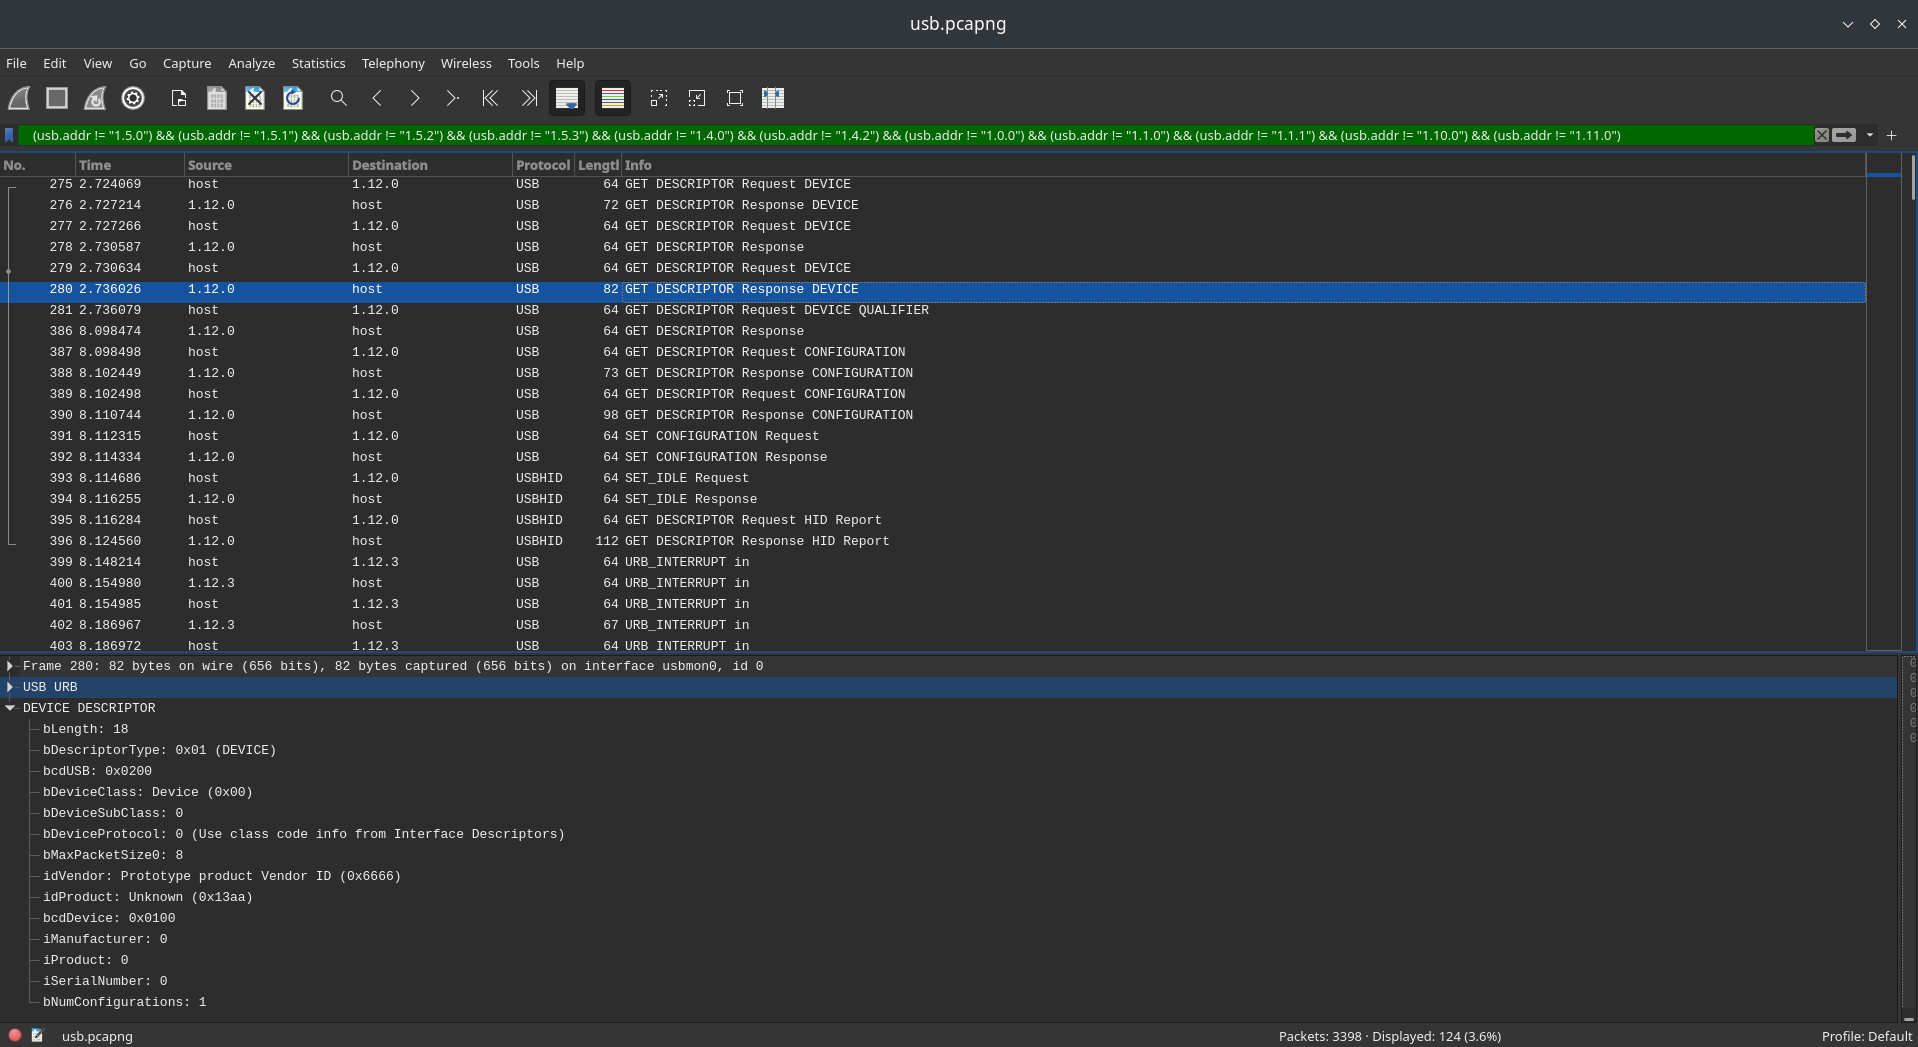 usb.pcapng
File Edit View Go Capture Analyze Statistics Telephony Wireless Tools Help
(usb.addr != "1.5.0") && (usb.addr != "1.5.1") && (usb.addr != "1.5.2") && (usb.addr != "1.5.3") && (usb.addr != "1.4.0") && (usb.addr != "1.4.2") && (usb.addr != "1.0.0") && (usb.addr != "1.1.0") && (usb.addr != "1.1.1") && (usb.addr != "1.10.0") && (usb.addr != "1.11.0")
No. Time Source Destination Protocol Lengtl Info
275 2.724069 host 1.12.0 USB 64 GET DESCRIPTOR Request DEVICE
276 2.727214 1.12.0 host USB 72 GET DESCRIPTOR Response DEVICE
277 2.727266 host 1.12.0 USB 64 GET DESCRIPTOR Request DEVICE
278 2.730587 1.12.0 host USB 64 GET DESCRIPTOR Response
279 2.730634 host 1.12.0 USB 64 GET DESCRIPTOR Request DEVICE
280 2.736026 1.12.0 host USB 82 GET DESCRIPTOR Response DEVICE
281 2.736079 host 1.12.0 USB 64 GET DESCRIPTOR Request DEVICE QUALIFIER
386 8.098474 1.12.0 host USB 64 GET DESCRIPTOR Response
387 8.098498 host 1.12.0 USB 64 GET DESCRIPTOR Request CONFIGURATION
388 8.102449 1.12.0 host USB 73 GET DESCRIPTOR Response CONFIGURATION
389 8.102498 host 1.12.0 USB 64 GET DESCRIPTOR Request CONFIGURATION
390 8.110744 1.12.0 host USB 98 GET DESCRIPTOR Response CONFIGURATION
391 8.112315 host 1.12.0 USB 64 SET CONFIGURATION Request
392 8.114334 1.12.0 host USB 64 SET CONFIGURATION Response
393 8.114686 host 1.12.0 USBHID 64 SET_IDLE Request
394 8.116255 1.12.0 host USBHID 64 SET_IDLE Response
395 8.116284 host 1.12.0 USBHID 64 GET DESCRIPTOR Request HID Report
396 8.124560 1.12.0 host USBHID 112 GET DESCRIPTOR Response HID Report
399 8.148214 host 1.12.3 USB 64 URB_INTERRUPT in
400 8.154980 1.12.3 host USB 64 URB_INTERRUPT in
401 8.154985 host 1.12.3 USB 64 URB_INTERRUPT in
402 8.186967 1.12.3 host USB 67 URB_INTERRUPT in
403 8.186972 host 1.12.3 USB 64 URB INTERRUPT in
Frame 280: 82 bytes on wire (656 bits), 82 bytes captured (656 bits) on interface usbmon0, id 0
USB URB
DEVICE DESCRIPTOR
bLength: 18
bDescriptorType: 0x01 (DEVICE)
bcdUSB: 0x0200
bDeviceClass: Device (0x00)
bDeviceSubClass: 0
bDeviceProtocol: 0 (Use class code info from Interface Descriptors)
bMaxPacketSize0: 8
idVendor: Prototype product Vendor ID (0x6666)
idProduct: Unknown (0x13aa)
bcdDevice: 0x0100
iManufacturer: 0
iProduct: 0
iSerialNumber: 0
bNumConfigurations: 1
usb.pcapng Packets: 3398 · Displayed: 124 (3.6%) Profile: Default